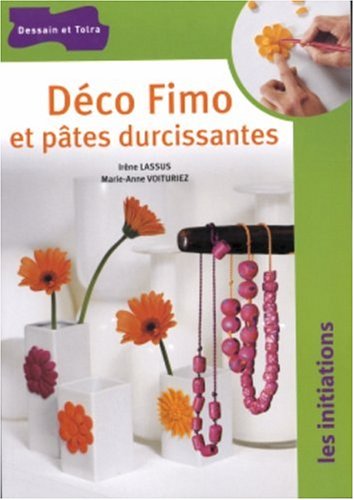 Dessain et Tolra
Déco Fimo
et pâtes durcissantes
Irène LASSUS
Marie-Anne VOITURIEZ
les initiations